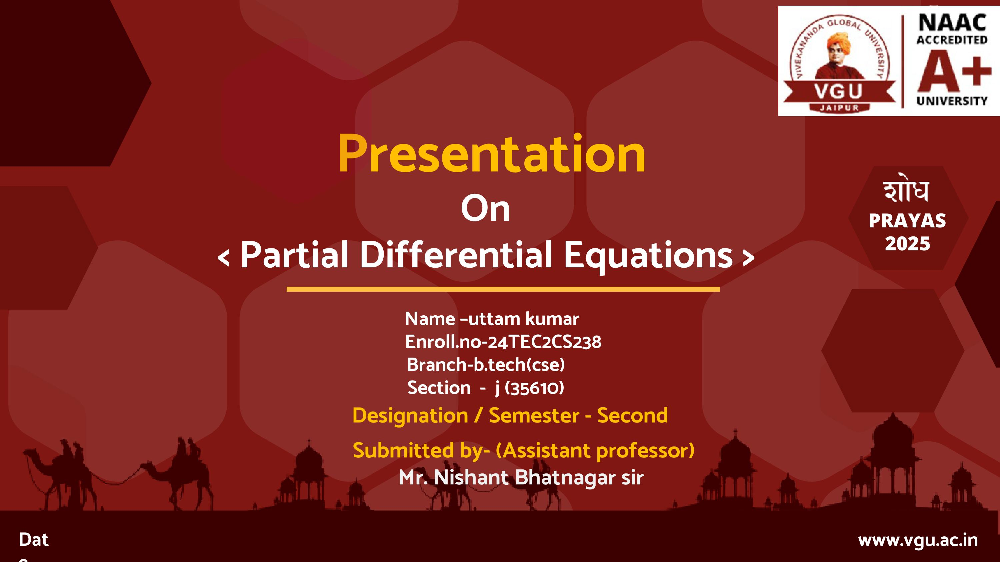 VIVEKANANDA GLOBAL UNIVERSITY
VGU
JAIPUR
NAAC
ACCREDITED
A+
UNIVERSITY
Presentation
On
< Partial Differential Equations >
शोध
PRAYAS
2025
Name –uttam kumar
Enroll.no-24TEC2CS238
Branch-b.tech(cse)
Section - j (35610)
Designation / Semester - Second
Submitted by- (Assistant professor)
Mr. Nishant Bhatnagar sir
Dat
www.vgu.ac.in